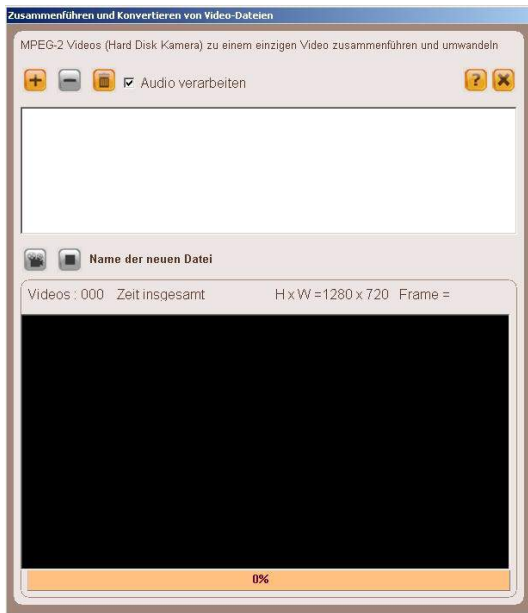 Zusammenführen und Konvertieren von Video-Dateien
MPEG-2 Videos (Hard Disk Kamera) zu einem einzigen Video zusammenführen und umwandeln
Audio verarbeiten
?
Name der neuen Datei
Videos : 000 Zeit insgesamt H x W =1280 x 720 Frame =
0%